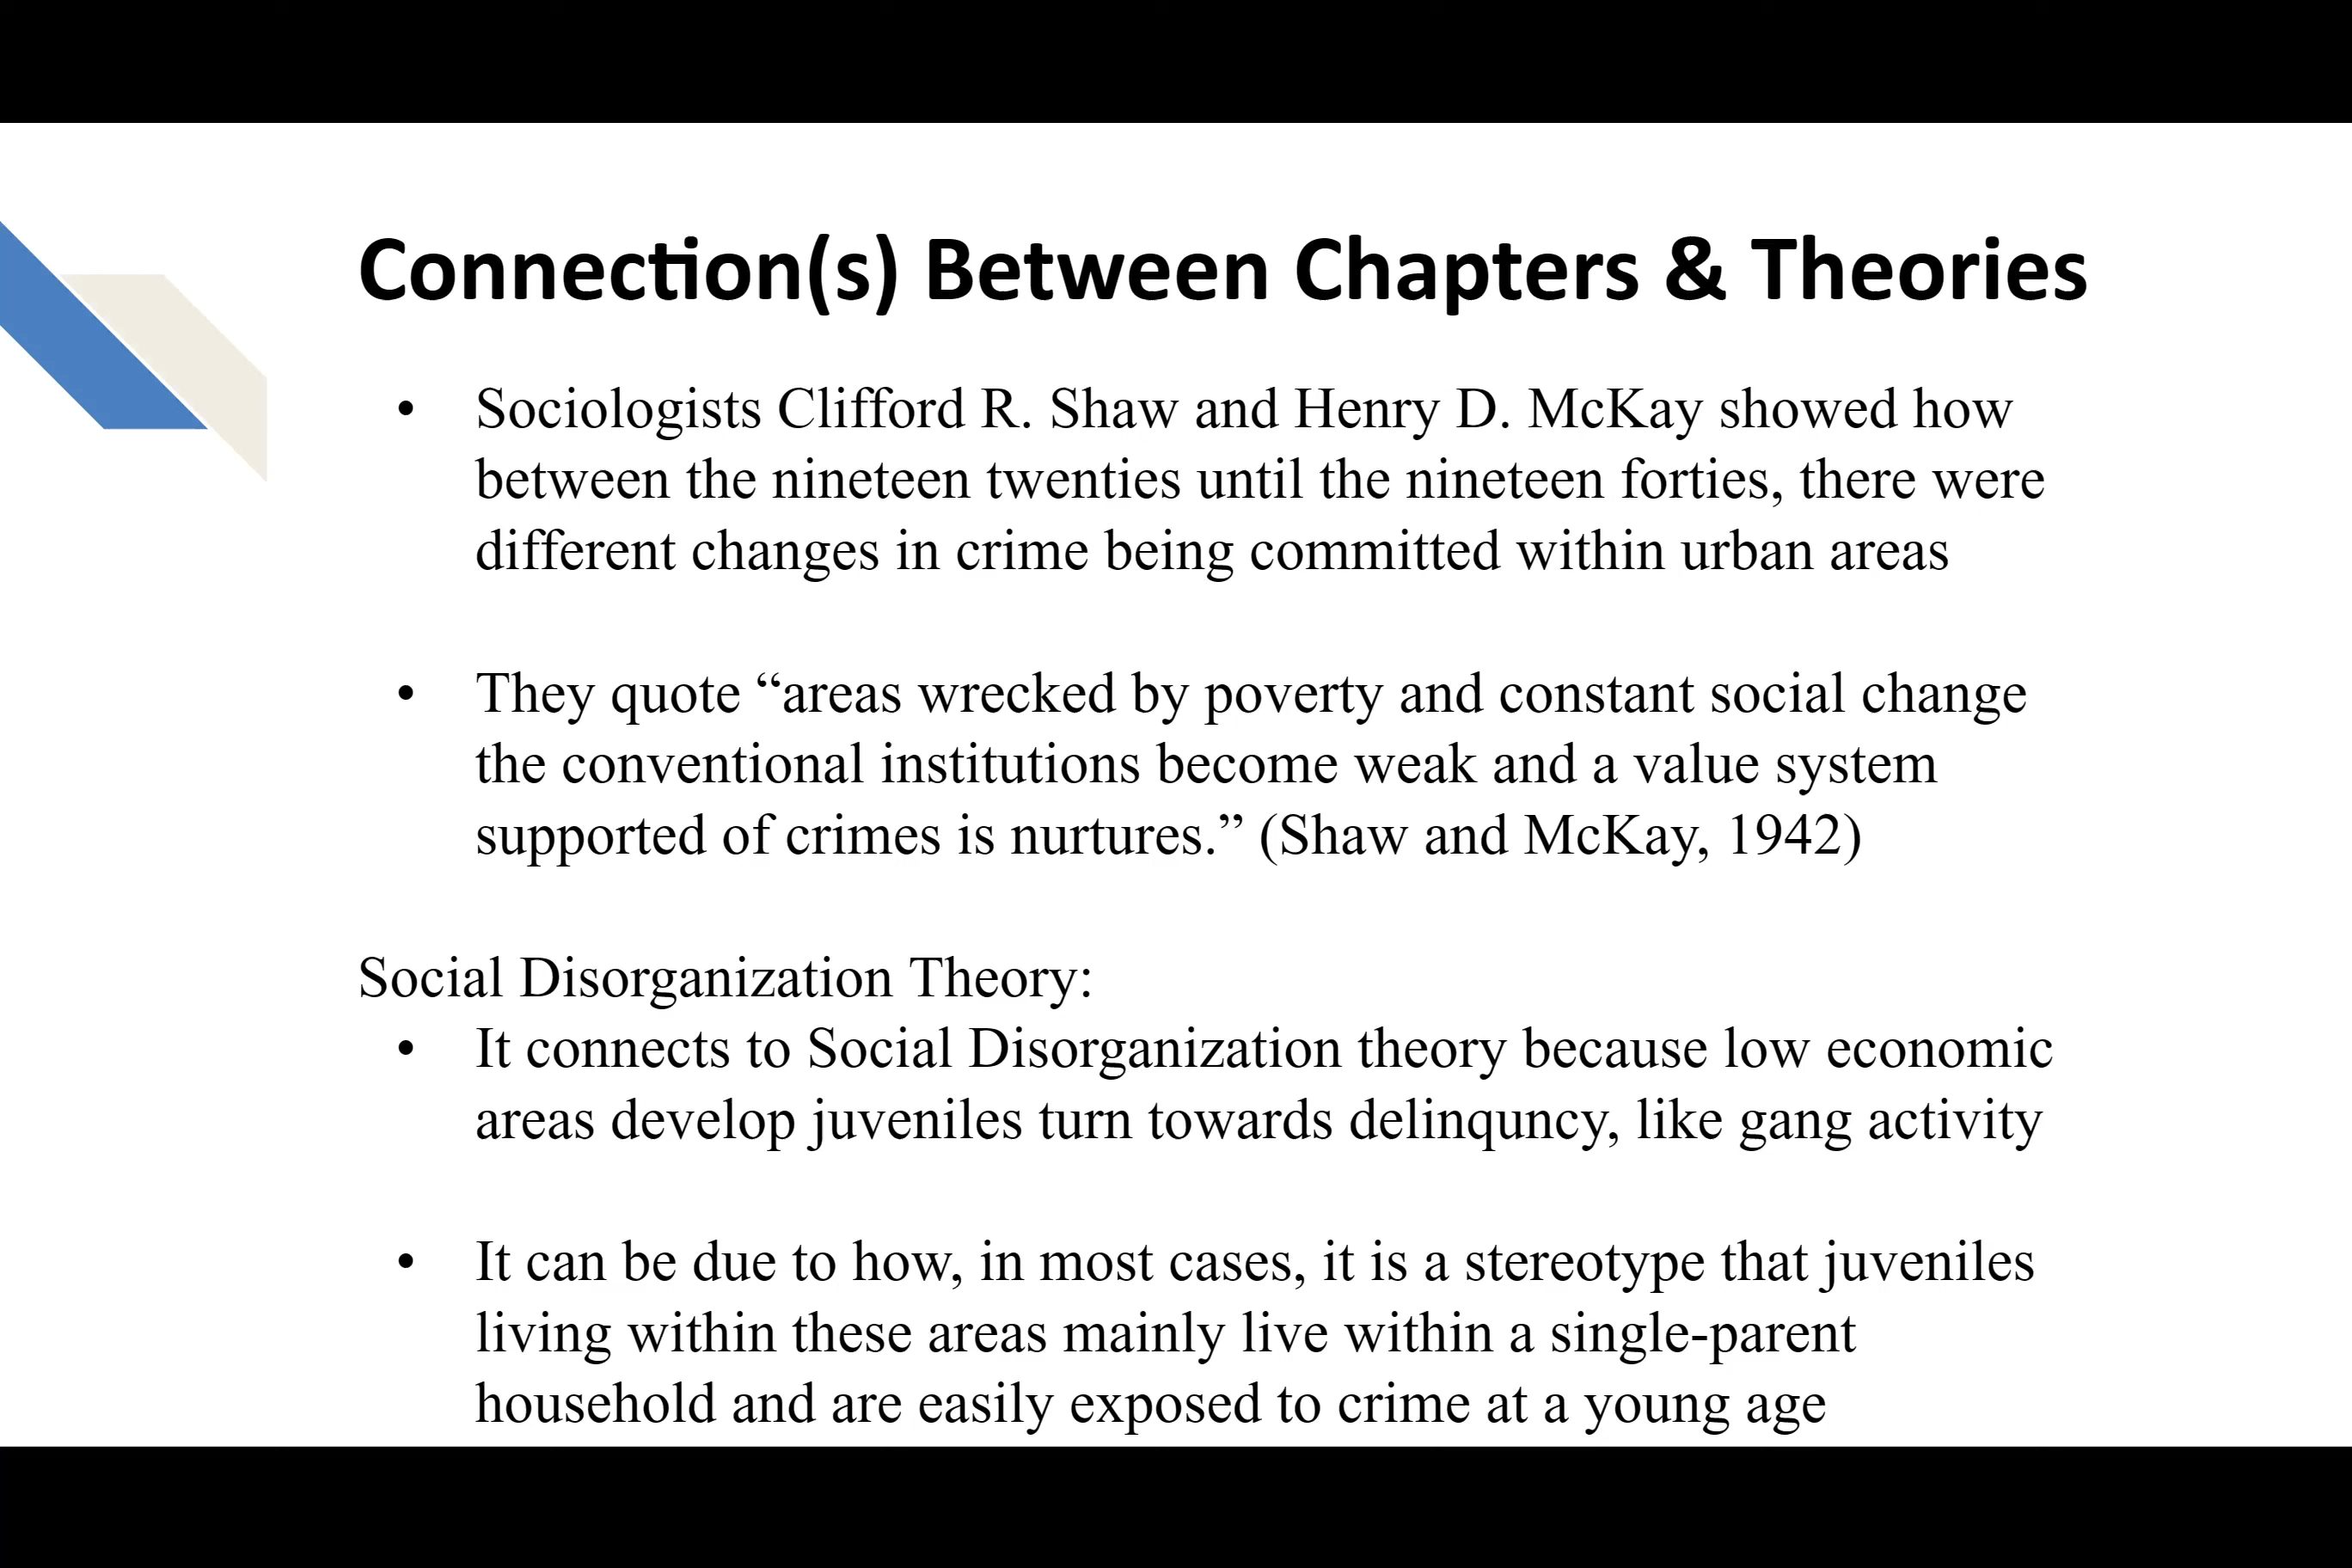 Connection(s) Between Chapters & Theories
• Sociologists Clifford R. Shaw and Henry D. McKay showed how
between the nineteen twenties until the nineteen forties, there were
different changes in crime being committed within urban areas
• They quote “areas wrecked by poverty and constant social change
the conventional institutions become weak and a value system
supported of crimes is nurtures.” (Shaw and McKay, 1942)
Social Disorganization Theory:
• It connects to Social Disorganization theory because low economic
areas develop juveniles turn towards delinquncy, like gang activity
• It can be due to how, in most cases, it is a stereotype that juveniles
living within these areas mainly live within a single-parent
household and are easily exposed to crime at a young age